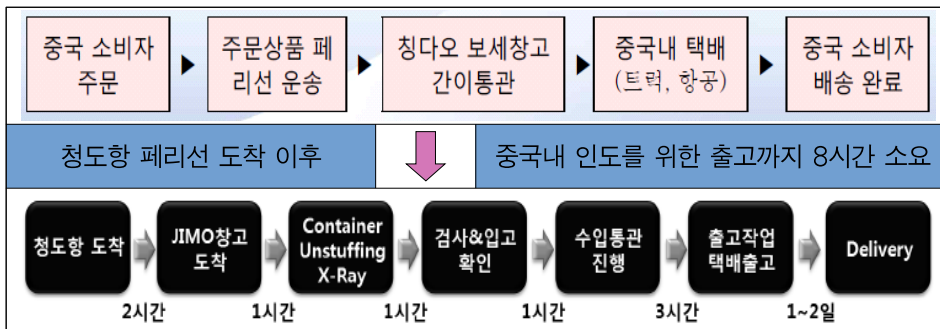 중국 소비자
주문
주문상품 페
리선 운송
칭다오 보세창고
간이통관
중국내 택배
(트럭, 항공)
중국 소비자
배송 완료
청도항 페리선 도착 이후
중국내 인도를 위한 출고까지 8시간 소요
청도항 도착
JIMO창고
도착
Container
Unstuffing
X-Ray
검사&입고
확인
수입통관
진행
출고작업
택배출고
Delivery
2시간
1시간
1시간
1시간
3시간
1~2일